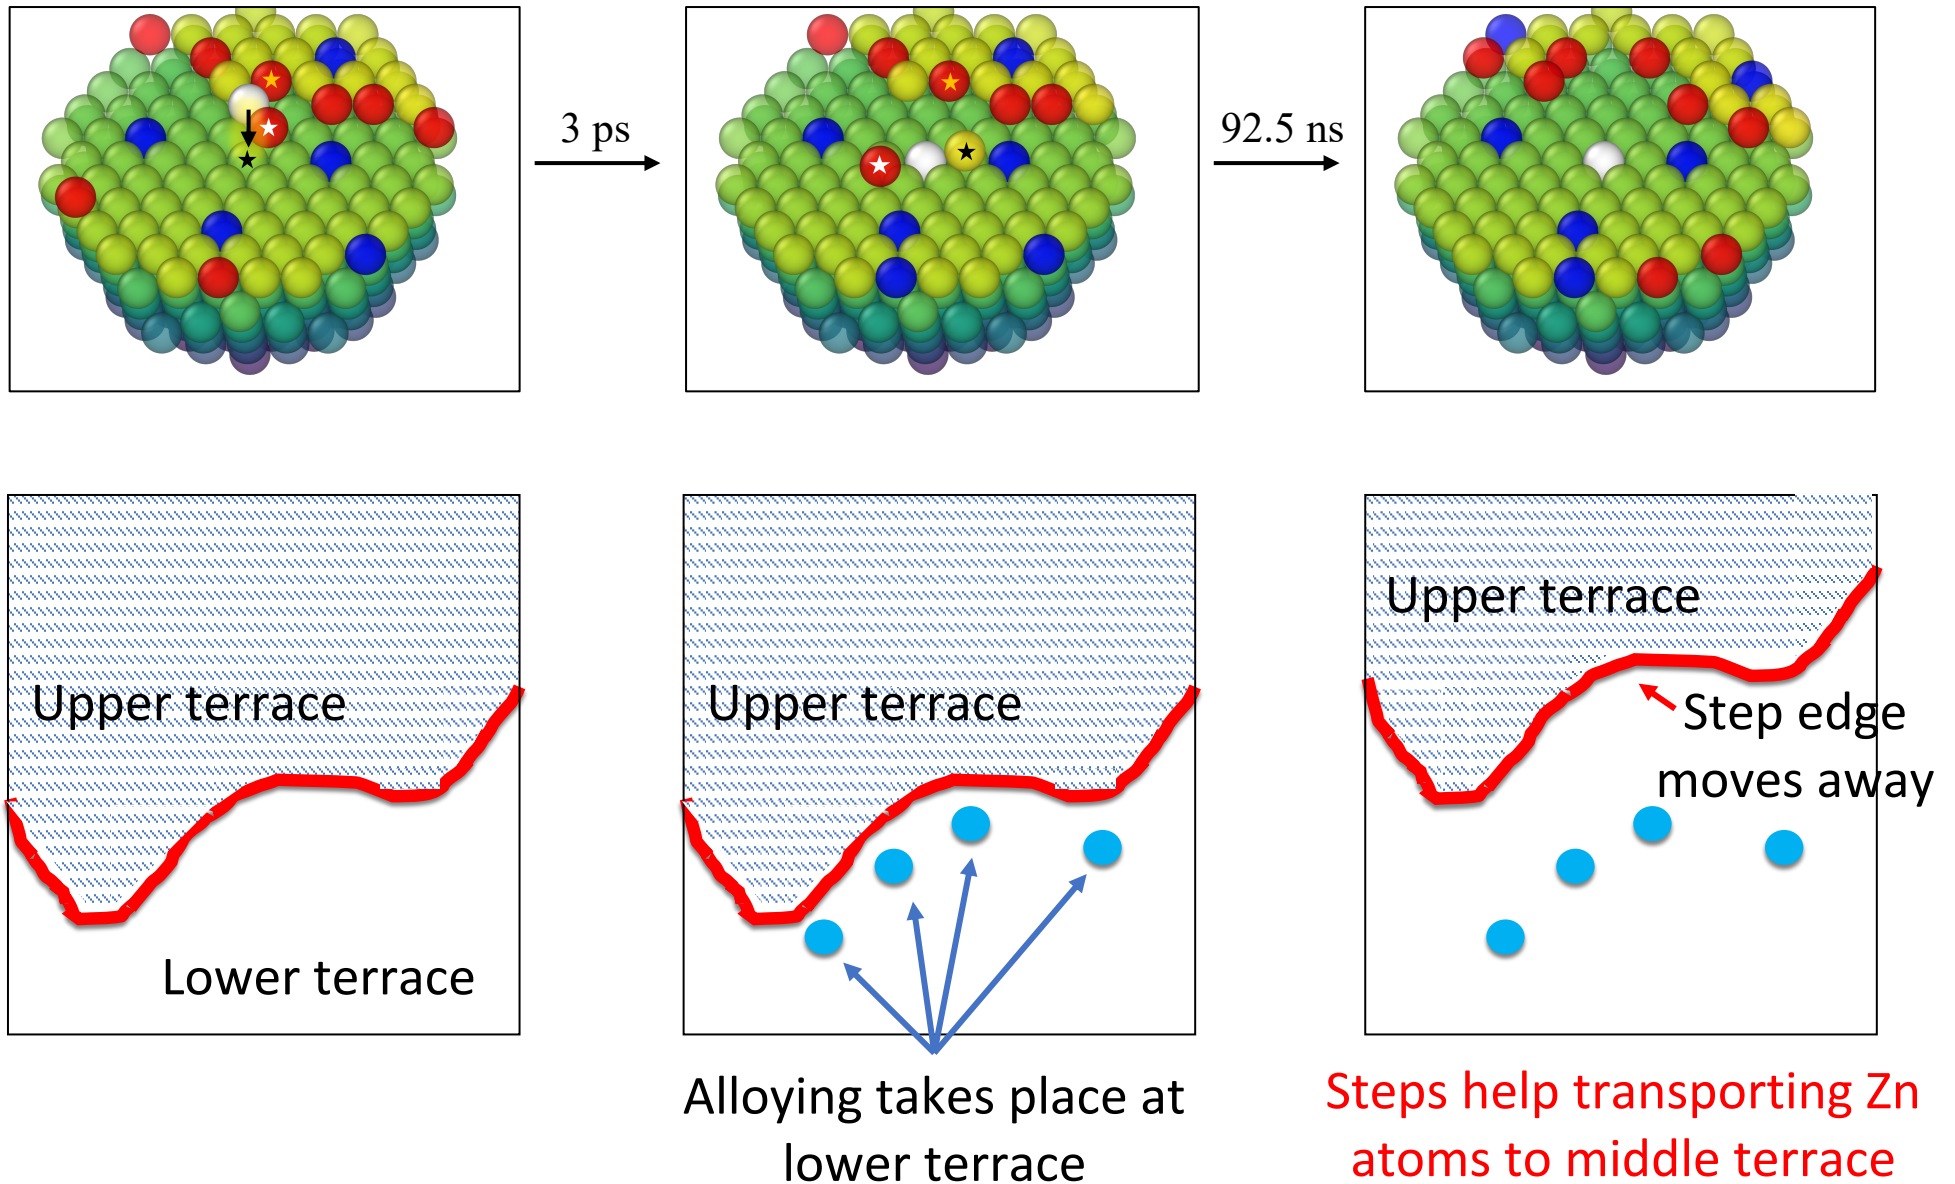 3 ps
92.5 ns
Upper terrace
Lower terrace
Upper terrace
Alloying takes place at
lower terrace
Upper terrace
Step edge
moves away
Steps help transporting Zn
atoms to middle terrace